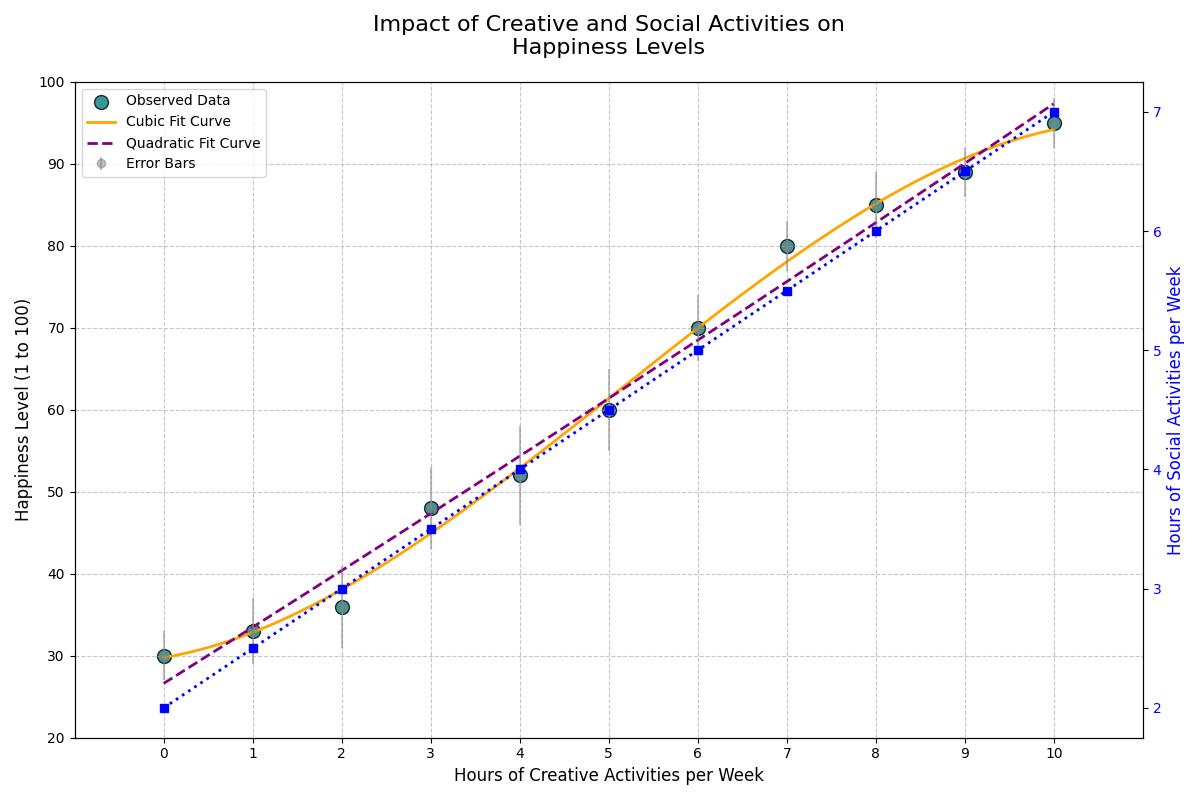 Impact of Creative and Social Activities on
Happiness Levels
Observed Data
Cubic Fit Curve
Quadratic Fit Curve
Error Bars
Happiness Level (1 to 100)
100
90
80
70
60
50
40
30
20
0 1 2 3 4 5 6 7 8 9 10
Hours of Creative Activities per Week
7
6
5
4
3
2
Hours of Social Activities per Week